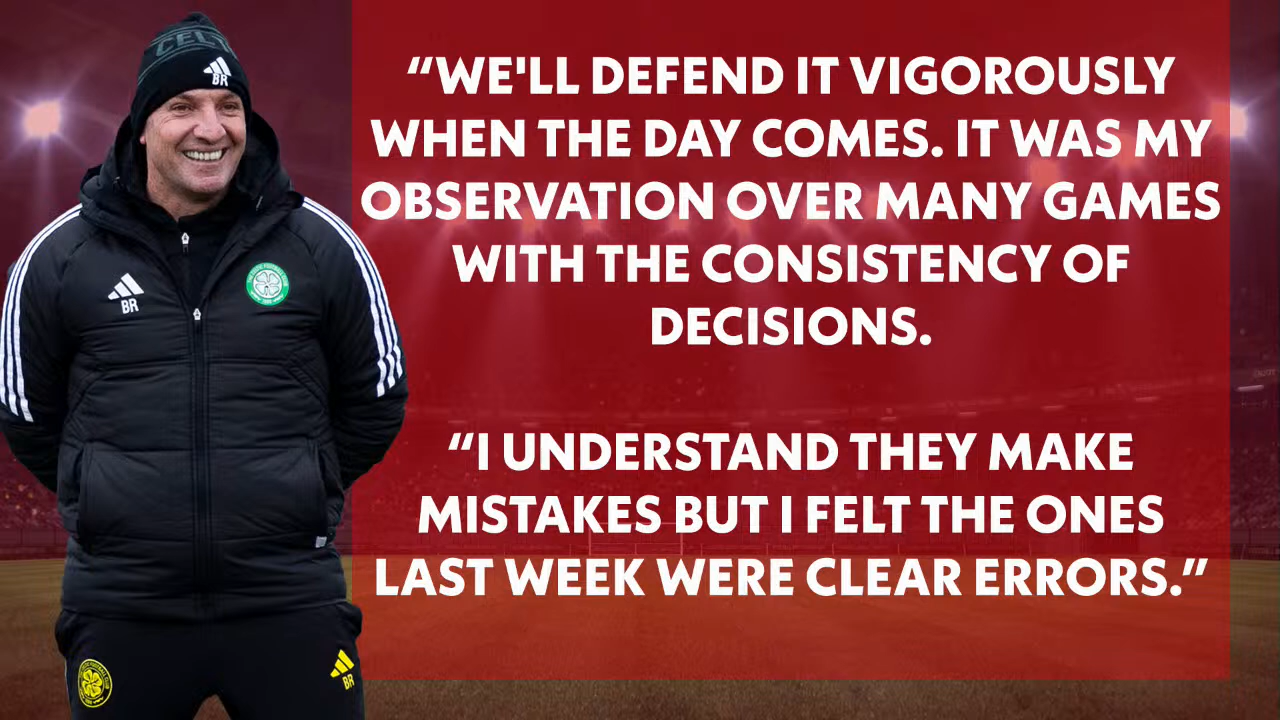 CELT
BR
BR
BR
“WE'LL DEFEND IT VIGOROUSLY
WHEN THE DAY COMES. IT WAS MY
OBSERVATION OVER MANY GAMES
WITH THE CONSISTENCY OF
DECISIONS.
“I UNDERSTAND THEY MAKE
MISTAKES BUT I FELT THE ONES
LAST WEEK WERE CLEAR ERRORS.”